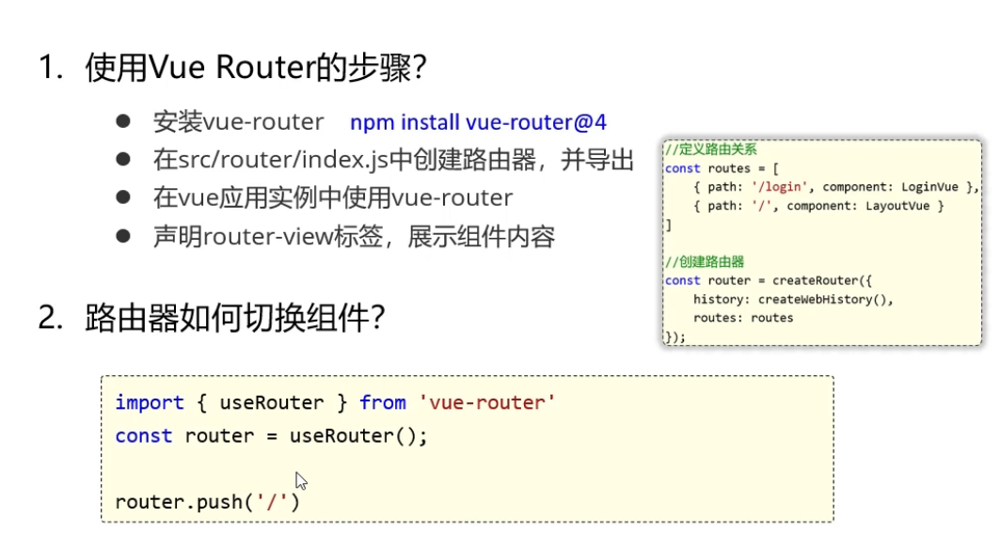 1. 使用Vue Router的步骤？
● 安装vue-router npm install vue-router@4
● 在src/router/index.js中创建路由器，并导出
● 在vue应用实例中使用vue-router
● 声明router-view标签，展示组件内容
//定义路由关系
const routes = [
    { path: '/login', component: LoginVue },
    { path: '/', component: LayoutVue }
]
//创建路由器
const router = createRouter({
    history: createWebHistory(),
    routes: routes
});
2. 路由器如何切换组件？
import { useRouter } from 'vue-router'
const router = useRouter();
router.push('/')